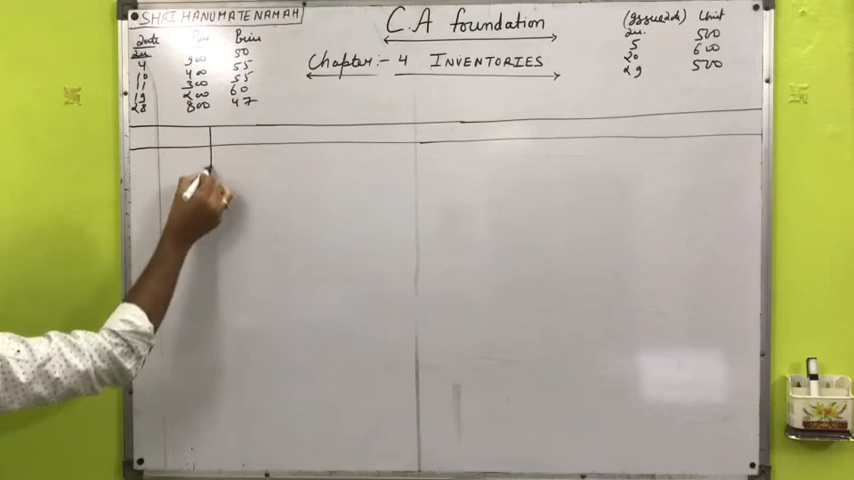 SHRI HANUMATE NAMAH
C.A foundation
Chapter:- 4 INVENTORIES
Date Price
50
4 900 55
10 400 55
11 300 60
19 200 47
28 800
(Issued) Unit
500
5 600
20 500
29